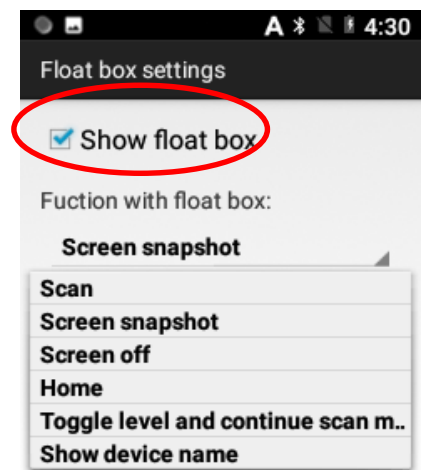 A 4:30
Float box settings
Show float box
Fuction with float box:
Screen snapshot
Scan
Screen snapshot
Screen off
Home
Toggle level and continue scan m..
Show device name